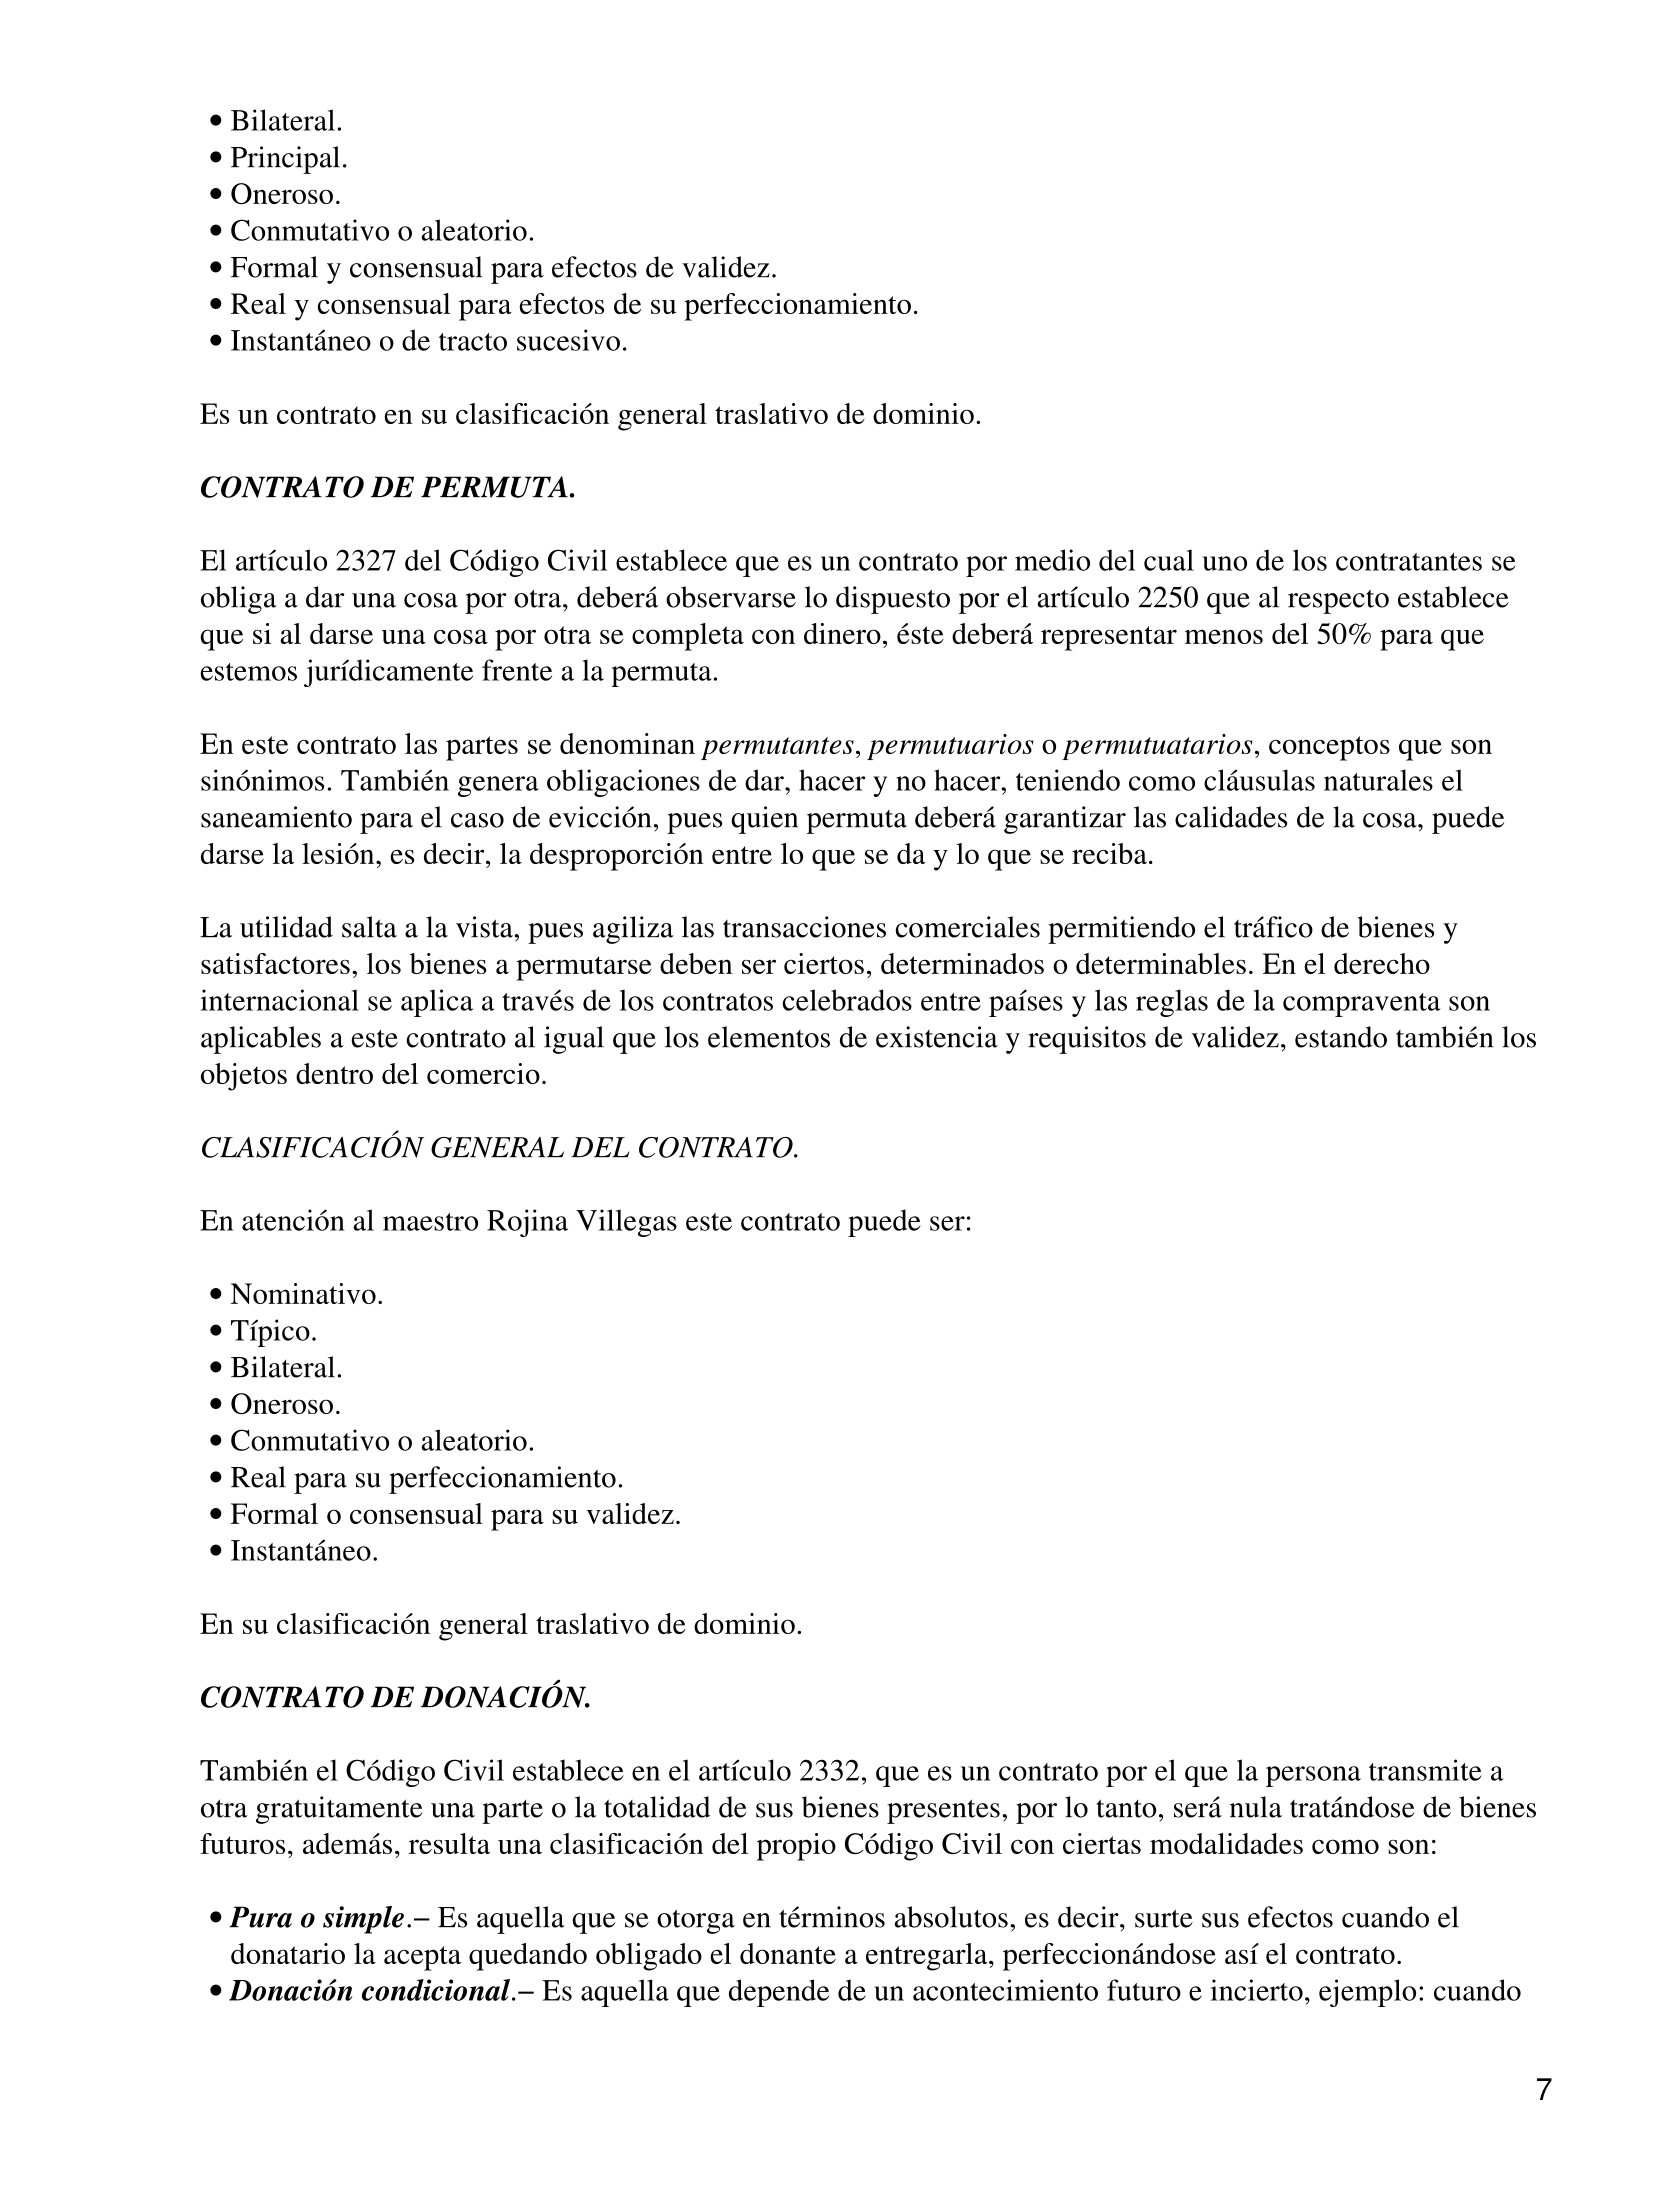 • Bilateral.
• Principal.
• Oneroso.
• Conmutativo o aleatorio.
• Formal y consensual para efectos de validez.
• Real y consensual para efectos de su perfeccionamiento.
• Instantáneo o de tracto sucesivo.
Es un contrato en su clasificación general traslativo de dominio.
CONTRATO DE PERMUTA.
El artículo 2327 del Código Civil establece que es un contrato por medio del cual uno de los contratantes se
obliga a dar una cosa por otra, deberá observarse lo dispuesto por el artículo 2250 que al respecto establece
que si al darse una cosa por otra se completa con dinero, éste deberá representar menos del 50% para que
estemos jurídicamente frente a la permuta.
En este contrato las partes se denominan permutantes, permutuarios o permutuatarios, conceptos que son
sinónimos. También genera obligaciones de dar, hacer y no hacer, teniendo como cláusulas naturales el
saneamiento para el caso de evicción, pues quien permuta deberá garantizar las calidades de la cosa, puede
darse la lesión, es decir, la desproporción entre lo que se da y lo que se reciba.
La utilidad salta a la vista, pues agiliza las transacciones comerciales permitiendo el tráfico de bienes y
satisfactores, los bienes a permutarse deben ser ciertos, determinados o determinables. En el derecho
internacional se aplica a través de los contratos celebrados entre países y las reglas de la compraventa son
aplicables a este contrato al igual que los elementos de existencia y requisitos de validez, estando también los
objetos dentro del comercio.
CLASIFICACIÓN GENERAL DEL CONTRATO.
En atención al maestro Rojina Villegas este contrato puede ser:
• Nominativo.
• Típico.
• Bilateral.
• Oneroso.
• Conmutativo o aleatorio.
• Real para su perfeccionamiento.
• Formal o consensual para su validez.
• Instantáneo.
En su clasificación general traslativo de dominio.
CONTRATO DE DONACIÓN.
También el Código Civil establece en el artículo 2332, que es un contrato por el que la persona transmite a
otra gratuitamente una parte o la totalidad de sus bienes presentes, por lo tanto, será nula tratándose de bienes
futuros, además, resulta una clasificación del propio Código Civil con ciertas modalidades como son:
• Pura o simple.− Es aquella que se otorga en términos absolutos, es decir, surte sus efectos cuando el
donatario la acepta quedando obligado el donante a entregarla, perfeccionándose así el contrato.
• Donación condicional.− Es aquella que depende de un acontecimiento futuro e incierto, ejemplo: cuando
7